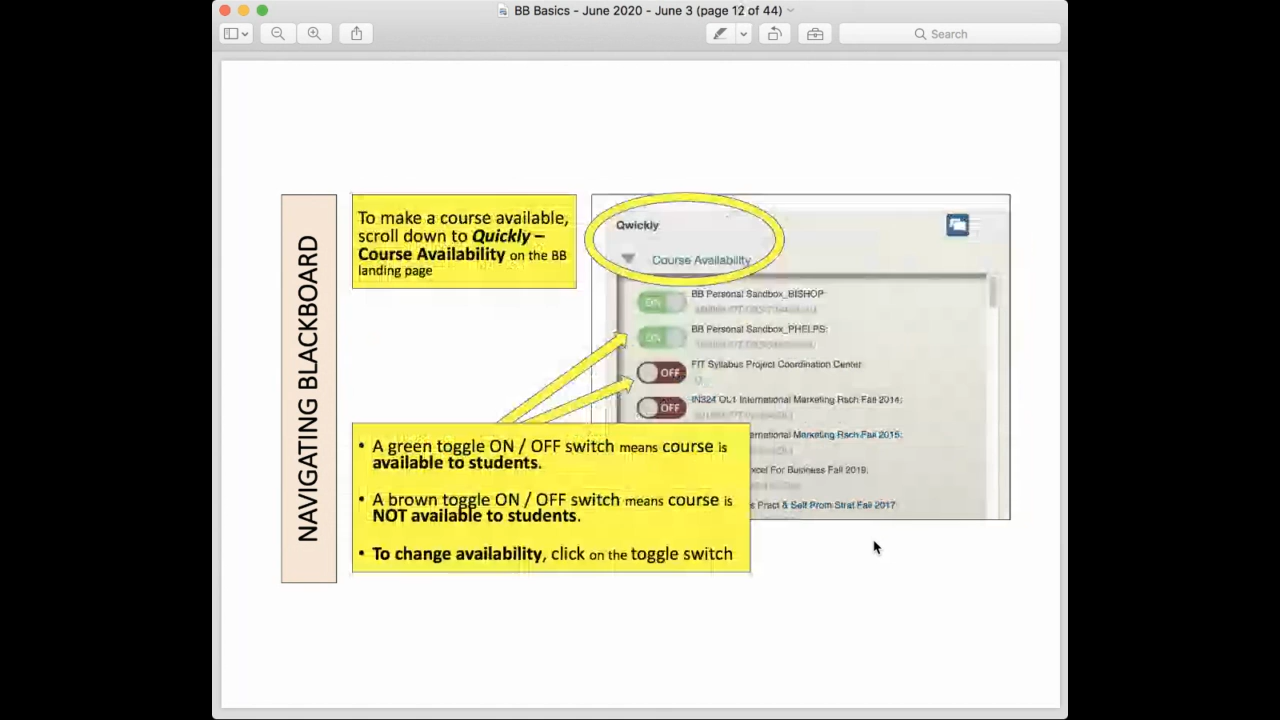 BB Basics - June 2020 - June 3 (page 12 of 44)
Search
NAVIGATING BLACKBOARD
To make a course available,
scroll down to Quickly –
Course Availability on the BB
landing page
Qwickly
Course Availability
ON
BB Personal Sandbox_BISHOP
ON
BB Personal Sandbox_PHELPS:
OFF
FIT Syllabus Project Coordination Center
OFF
IN324 OL1 International Marketing Rsch Fall 2014:
ernational Marketing Rsch Fall 2015:
xcel For Business Fall 2019.
s Pract & Self Prom Strat Fall 2017
• A green toggle ON / OFF switch means course is
available to students.
• A brown toggle ON / OFF switch means course is
NOT available to students.
• To change availability, click on the toggle switch